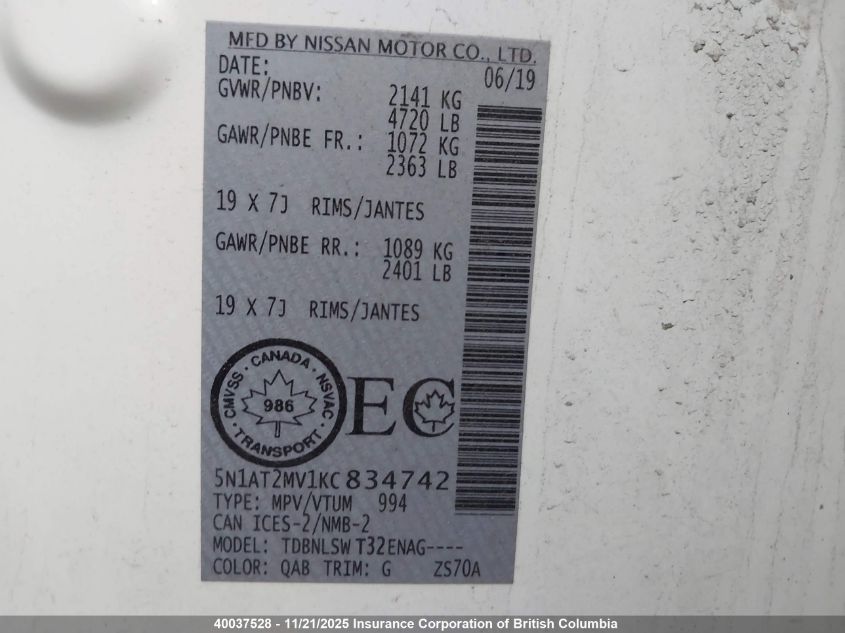 MFD BY NISSAN MOTOR CO., LTD.
DATE: 06/19
GVWR/PNBV: 2141 KG
4720 LB
GAWR/PNBE FR.: 1072 KG
2363 LB
19 X 7J RIMS/JANTES
GAWR/PNBE RR.: 1089 KG
2401 LB
19 X 7J RIMS/JANTES
CMVSS · CANADA · NSVAC
986
· TRANSPORT ·
EC
5N1AT2MV1KC834742
TYPE: MPV/VTUM 994
CAN ICES-2/NMB-2
MODEL: TDBNLSW T32ENAG----
COLOR: QAB TRIM: G ZS70A
40037528 - 11/21/2025 Insurance Corporation of British Columbia